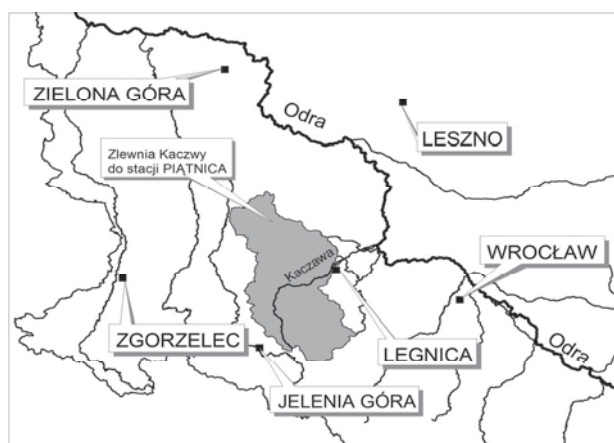 ZIELONA GÓRA
Odra
LESZNO
Zlewnia Kaczwy
do stacji PIĄTNICA
Kaczawa
WROCŁAW
ZGORZELEC
LEGNICA
Odra
JELENIA GÓRA